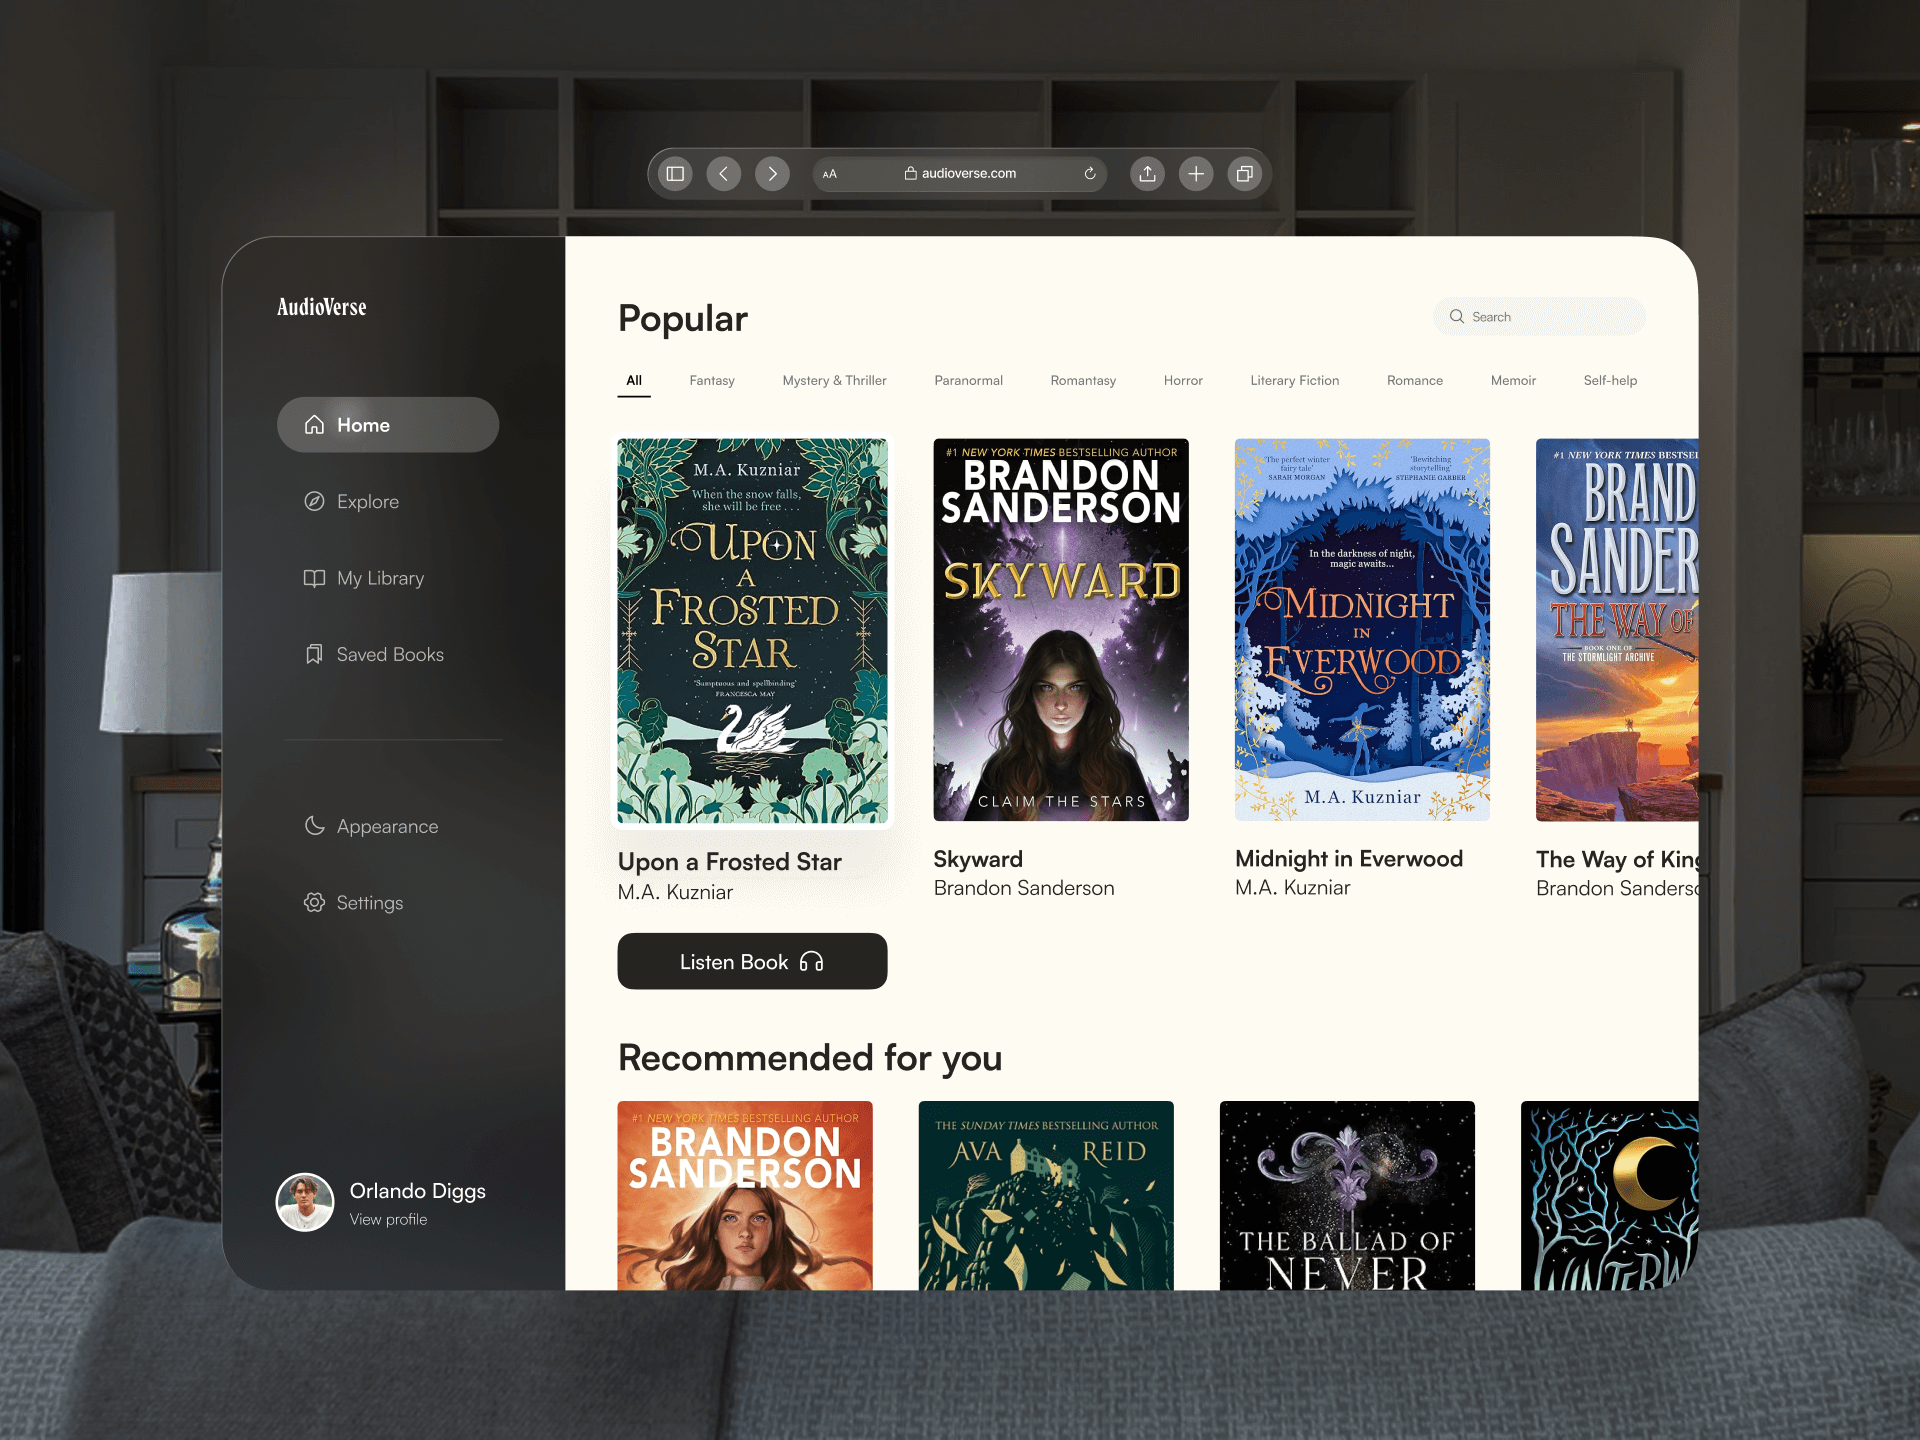 AA
audioverse.com
AudioVerse
Home
Explore
My Library
Saved Books
Appearance
Settings
Orlando Diggs
View profile
Popular
Search
All
Fantasy
Mystery & Thriller
Paranormal
Romantasy
Horror
Literary Fiction
Romance
Memoir
Self-help
M.A. Kuzniar
When the snow falls,
she will be free . . .
UPON
A
FROSTED
STAR
'Sumptuous and spellbinding'
FRANCESCA MAY
Upon a Frosted Star
M.A. Kuzniar
Listen Book
#1 NEW YORK TIMES BESTSELLING AUTHOR
BRANDON
SANDERSON
SKYWARD
CLAIM THE STARS
Skyward
Brandon Sanderson
'The perfect winter
fairy tale'
SARAH MORGAN
'Bewitching
storytelling'
STEPHANIE GARBER
In the darkness of night,
magic awaits...
MIDNIGHT
IN
EVERWOOD
M.A. Kuzniar
Midnight in Everwood
M.A. Kuzniar
#1 NEW YORK TIMES BESTSEL
BRAND
SANDER
THE WAY OF
BOOK ONE OF
THE STORMLIGHT ARCHIVE
The Way of King
Brandon Sanderso
Recommended for you
#1 NEW YORK TIMES BESTSELLING AUTHOR
BRANDON
SANDERSON
THE SUNDAY TIMES BESTSELLING AUTHOR
AVA REID
THE BALLAD OF
NEVER
WINTERW